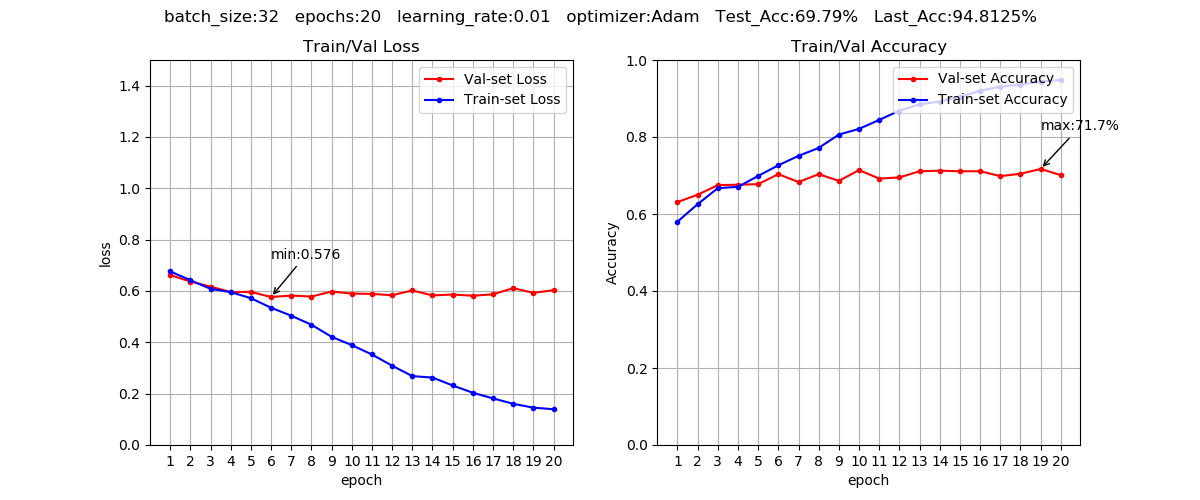 batch_size:32 epochs:20 learning_rate:0.01 optimizer:Adam Test_Acc:69.79% Last_Acc:94.8125%
Train/Val Loss
Val-set Loss
Train-set Loss
min:0.576
loss
1.4
1.2
1.0
0.8
0.6
0.4
0.2
0.0
1 2 3 4 5 6 7 8 9 10 11 12 13 14 15 16 17 18 19 20
epoch
Train/Val Accuracy
Val-set Accuracy
Train-set Accuracy
max:71.7%
Accuracy
1.0
0.8
0.6
0.4
0.2
0.0
1 2 3 4 5 6 7 8 9 10 11 12 13 14 15 16 17 18 19 20
epoch